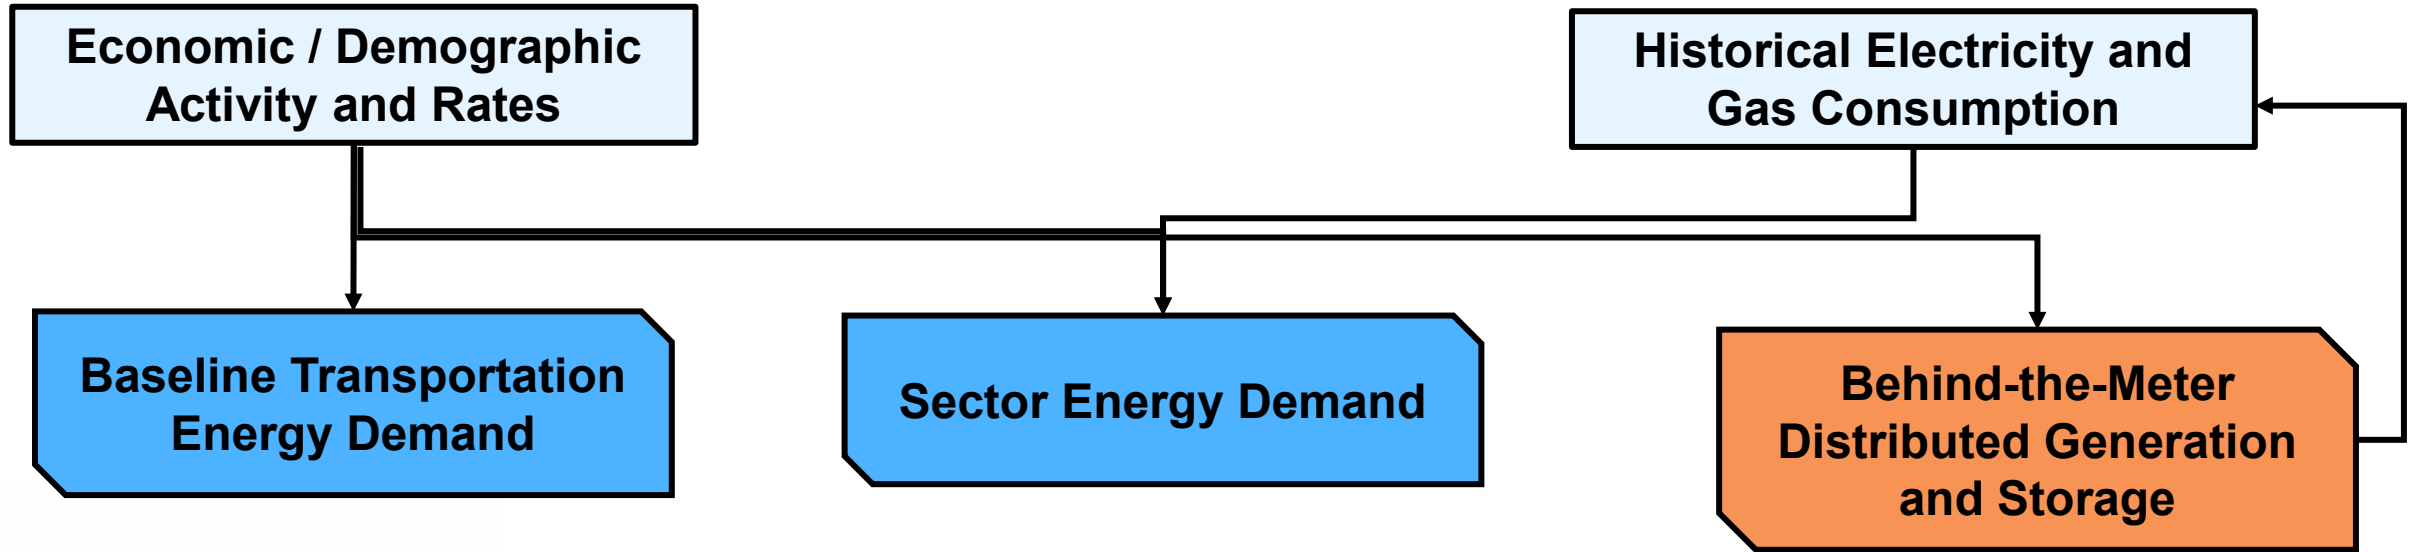 Economic / Demographic
Activity and Rates
Historical Electricity and
Gas Consumption
Baseline Transportation
Energy Demand
Sector Energy Demand
Behind-the-Meter
Distributed Generation
and Storage